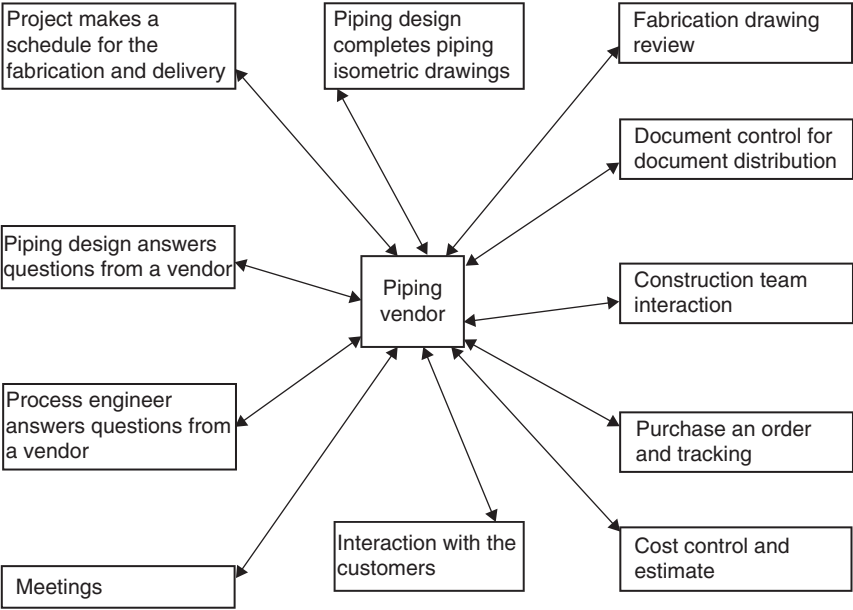 Project makes a
schedule for the
fabrication and delivery
Piping design
completes piping
isometric drawings
Fabrication drawing
review
Document control for
document distribution
Piping design answers
questions from a vendor
Piping
vendor
Construction team
interaction
Process engineer
answers questions from
a vendor
Purchase an order
and tracking
Meetings
Interaction with the
customers
Cost control and
estimate